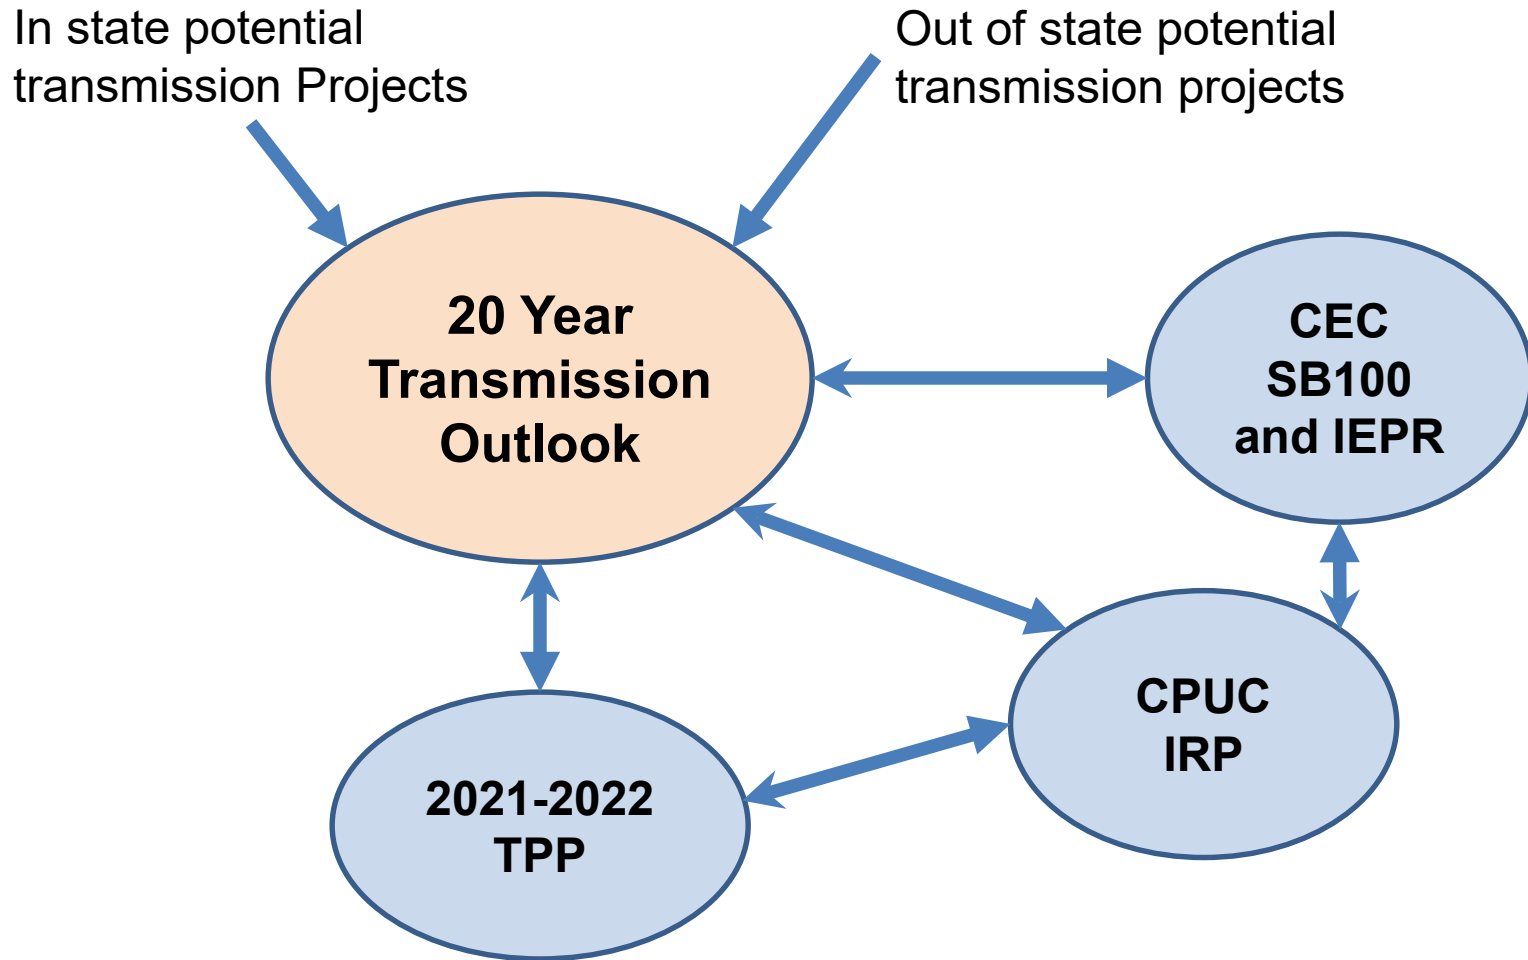 In state potential
transmission Projects
Out of state potential
transmission projects
20 Year
Transmission
Outlook
CEC
SB100
and IEPR
CPUC
IRP
2021-2022
TPP